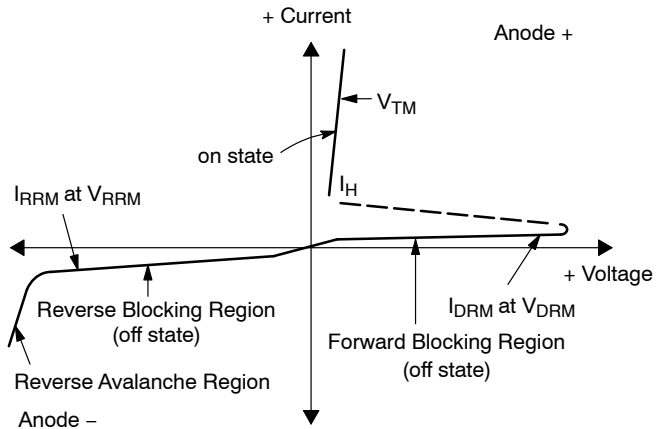 + Current
Anode +
V_TM
on state
I_H
I_RRM at V_RRM
+ Voltage
Reverse Blocking Region
(off state)
I_DRM at V_DRM
Forward Blocking Region
(off state)
Reverse Avalanche Region
Anode −